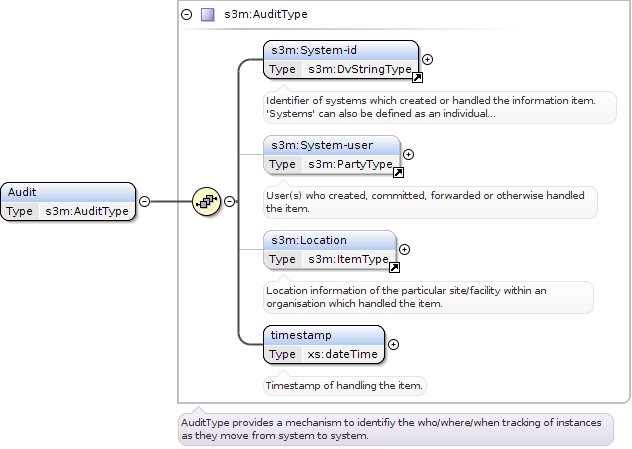 s3m:AuditType
s3m:System-id
Type s3m:DvStringType
Identifier of systems which created or handled the information item.
'Systems' can also be defined as an individual...
s3m:System-user
Type s3m:PartyType
User(s) who created, committed, forwarded or otherwise handled
the item.
Audit
Type s3m:AuditType
s3m:Location
Type s3m:ItemType
Location information of the particular site/facility within an
organisation which handled the item.
timestamp
Type xs:dateTime
Timestamp of handling the item.
AuditType provides a mechanism to identifiy the who/where/when tracking of instances
as they move from system to system.